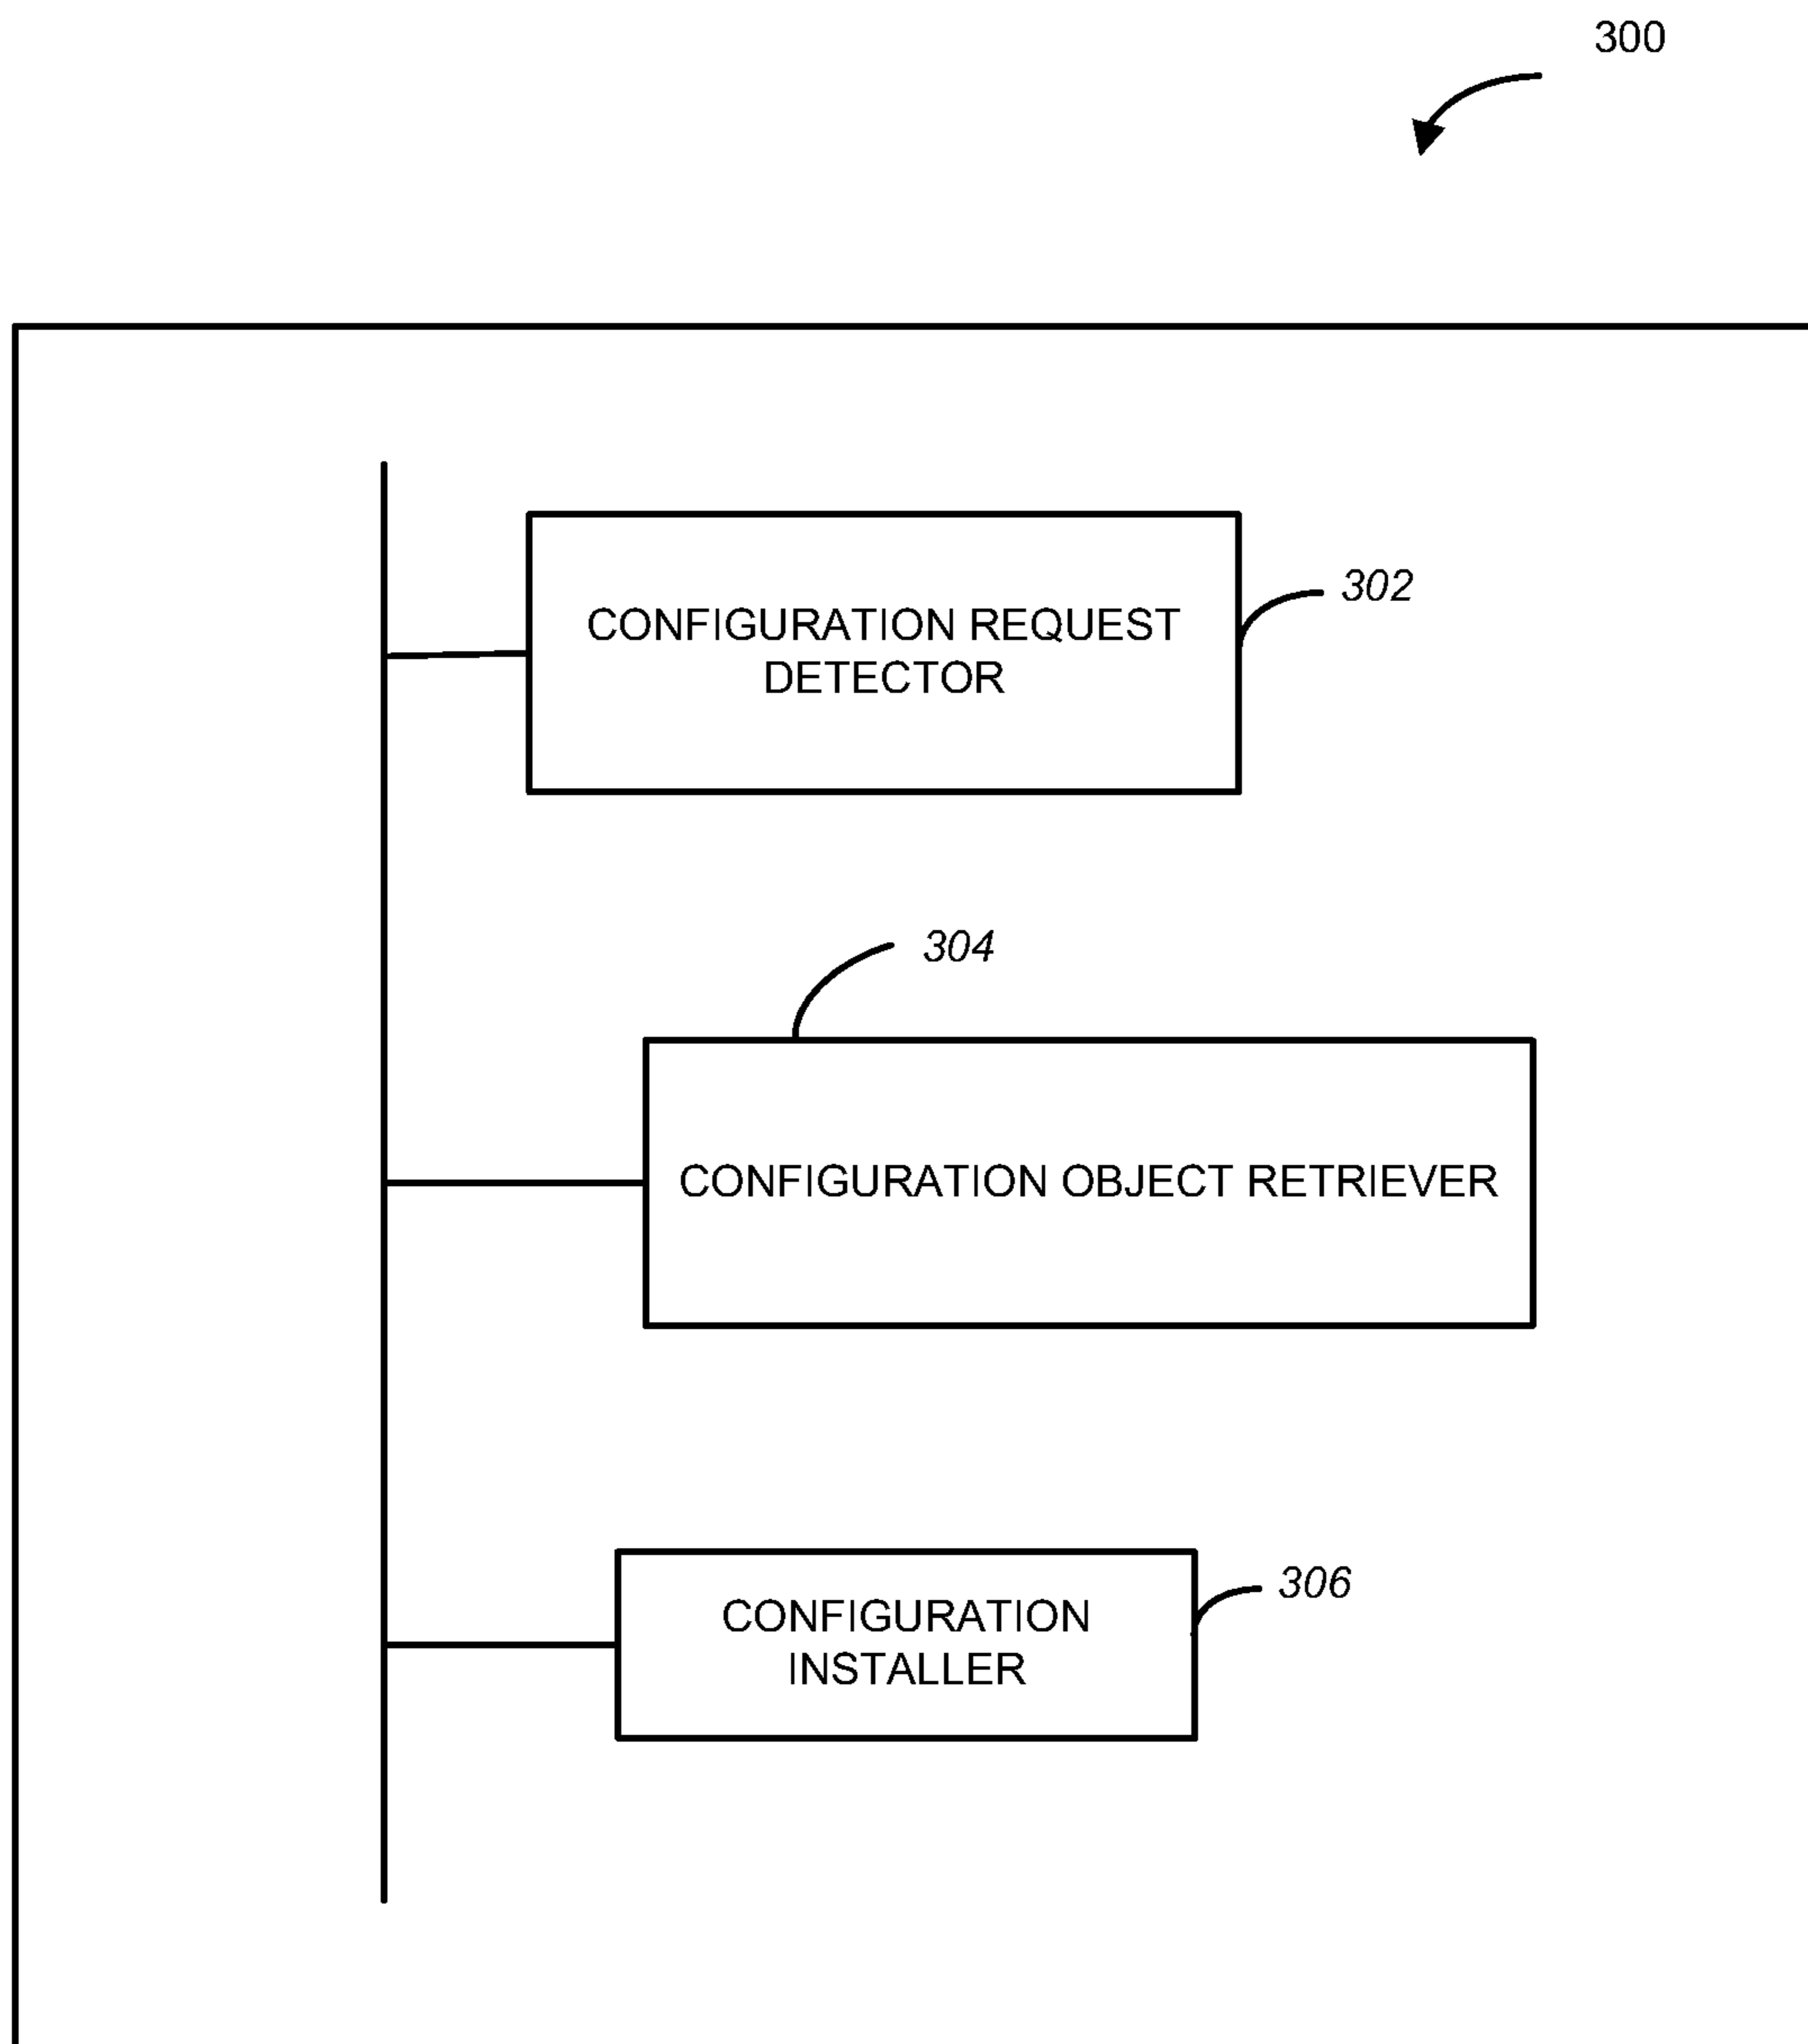 300
CONFIGURATION REQUEST
DETECTOR
302
304
CONFIGURATION OBJECT RETRIEVER
CONFIGURATION
INSTALLER
306